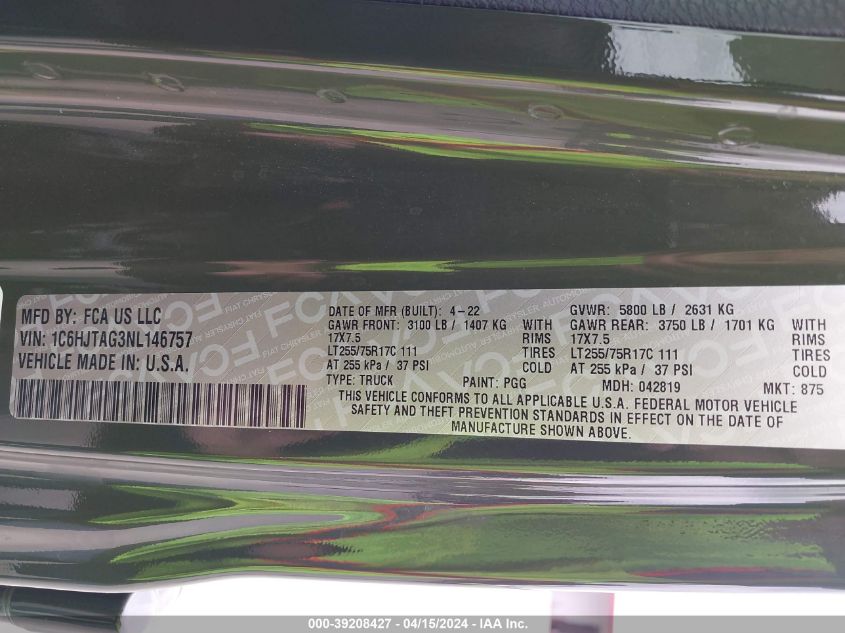 MFD BY: FCA US LLC
VIN: 1C6HJTAG3NL146757
VEHICLE MADE IN: U.S.A.
DATE OF MFR (BUILT): 4-22 GVWR: 5800 LB / 2631 KG
GAWR FRONT: 3100 LB / 1407 KG GAWR REAR: 3750 LB / 1701 KG
17X7.5 RIMS 17X7.5 RIMS
LT255/75R17C 111 TIRES LT255/75R17C 111 TIRES
AT 255 kPa / 37 PSI COLD AT 255 kPa / 37 PSI COLD
TYPE: TRUCK PAINT: PGG MDH: 042819 MKT: 875
THIS VEHICLE CONFORMS TO ALL APPLICABLE U.S.A. FEDERAL MOTOR VEHICLE
SAFETY AND THEFT PREVENTION STANDARDS IN EFFECT ON THE DATE OF
MANUFACTURE SHOWN ABOVE.
000-39208427 - 04/15/2024 - IAA Inc.